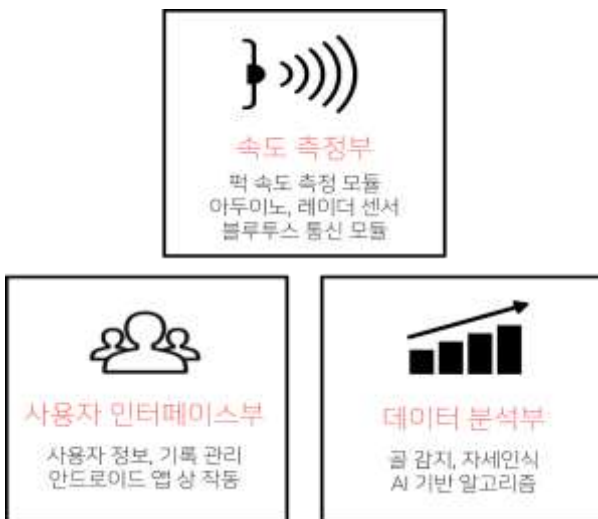 속도 측정부
퍽 속도 측정 모듈
아두이노, 레이더 센서
블루투스 통신 모듈
사용자 인터페이스부
사용자 정보, 기록 관리
안드로이드 앱 상 작동
데이터 분석부
골 감지, 자세인식
AI 기반 알고리즘